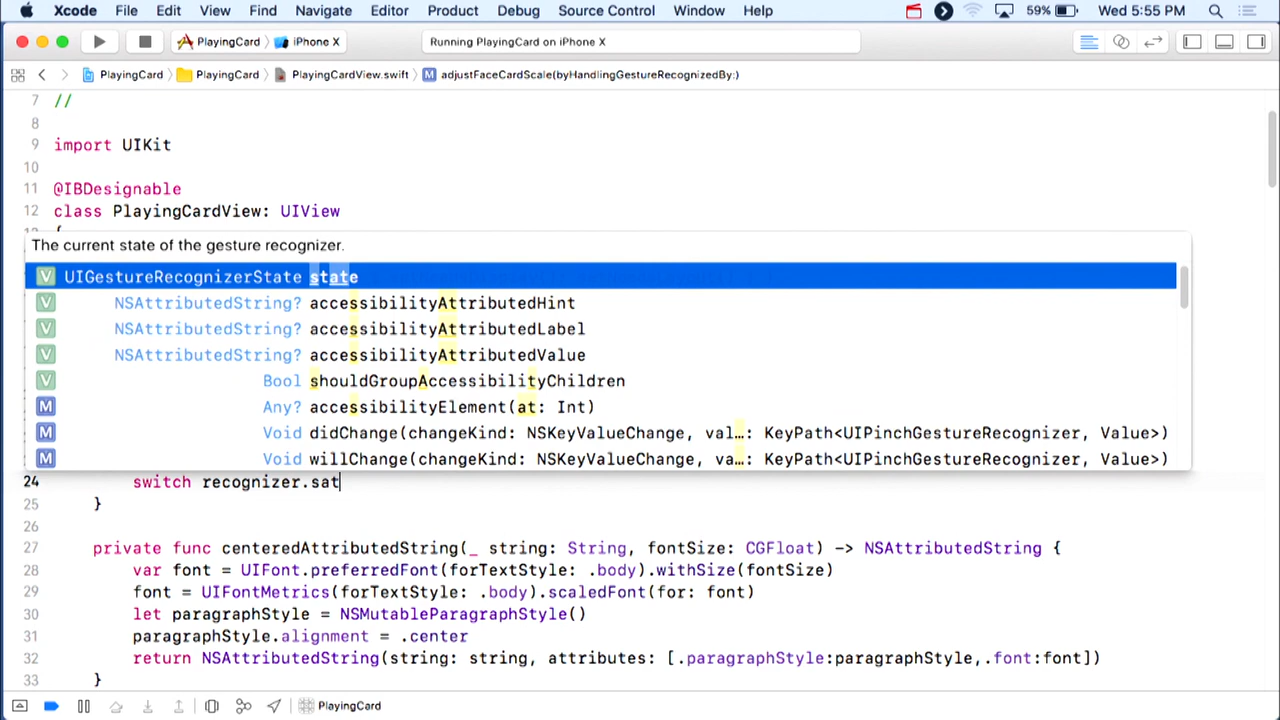 Xcode File Edit View Find Navigate Editor Product Debug Source Control Window Help 59% Wed 5:55 PM
PlayingCard iPhone X Running PlayingCard on iPhone X
PlayingCard PlayingCard PlayingCardView.swift M adjustFaceCardScale(byHandlingGestureRecognizedBy:)
7 //
8
9 import UIKit
10
11 @IBDesignable
12 class PlayingCardView: UIView
The current state of the gesture recognizer.
V UIGestureRecognizerState state
V NSAttributedString? accessibilityAttributedHint
V NSAttributedString? accessibilityAttributedLabel
V NSAttributedString? accessibilityAttributedValue
V Bool shouldGroupAccessibilityChildren
M Any? accessibilityElement(at: Int)
M Void didChange(changeKind: NSKeyValueChange, val…: KeyPath<UIPinchGestureRecognizer, Value>)
M Void willChange(changeKind: NSKeyValueChange, va…: KeyPath<UIPinchGestureRecognizer, Value>)
24 switch recognizer.sat
25 }
26
27 private func centeredAttributedString(_ string: String, fontSize: CGFloat) -> NSAttributedString {
28 var font = UIFont.preferredFont(forTextStyle: .body).withSize(fontSize)
29 font = UIFontMetrics(forTextStyle: .body).scaledFont(for: font)
30 let paragraphStyle = NSMutableParagraphStyle()
31 paragraphStyle.alignment = .center
32 return NSAttributedString(string: string, attributes: [.paragraphStyle:paragraphStyle,.font:font])
33 }
PlayingCard